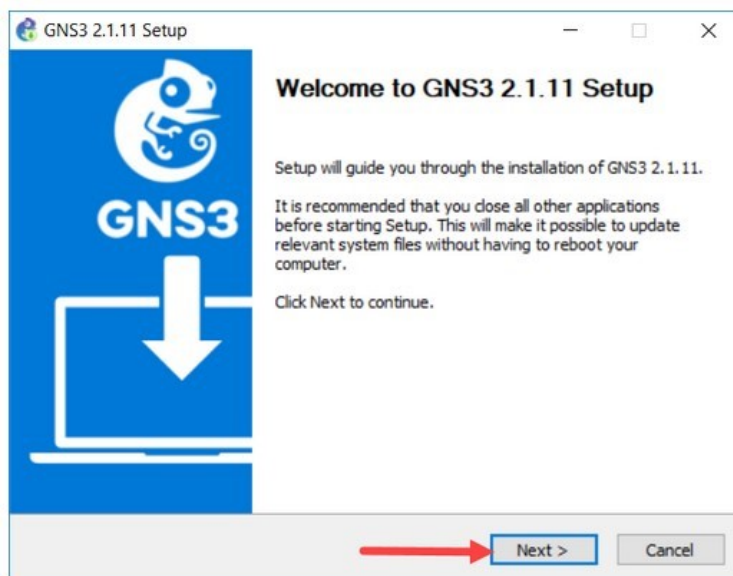 GNS3 2.1.11 Setup
Welcome to GNS3 2.1.11 Setup
Setup will guide you through the installation of GNS3 2.1.11.
It is recommended that you close all other applications
before starting Setup. This will make it possible to update
relevant system files without having to reboot your
computer.
Click Next to continue.
GNS3
Next >
Cancel